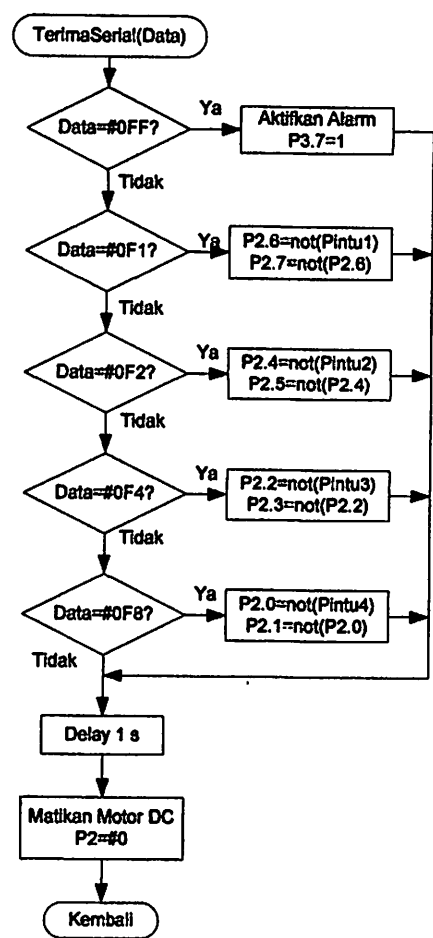 TerimaSerial(Data)
Data=#0FF?
Ya
Aktifkan Alarm
P3.7=1
Tidak
Data=#0F1?
Ya
P2.6=not(Pintu1)
P2.7=not(P2.6)
Tidak
Data=#0F2?
Ya
P2.4=not(Pintu2)
P2.5=not(P2.4)
Tidak
Data=#0F4?
Ya
P2.2=not(Pintu3)
P2.3=not(P2.2)
Tidak
Data=#0F8?
Ya
P2.0=not(Pintu4)
P2.1=not(P2.0)
Tidak
Delay 1 s
Matikan Motor DC
P2=#0
Kembali